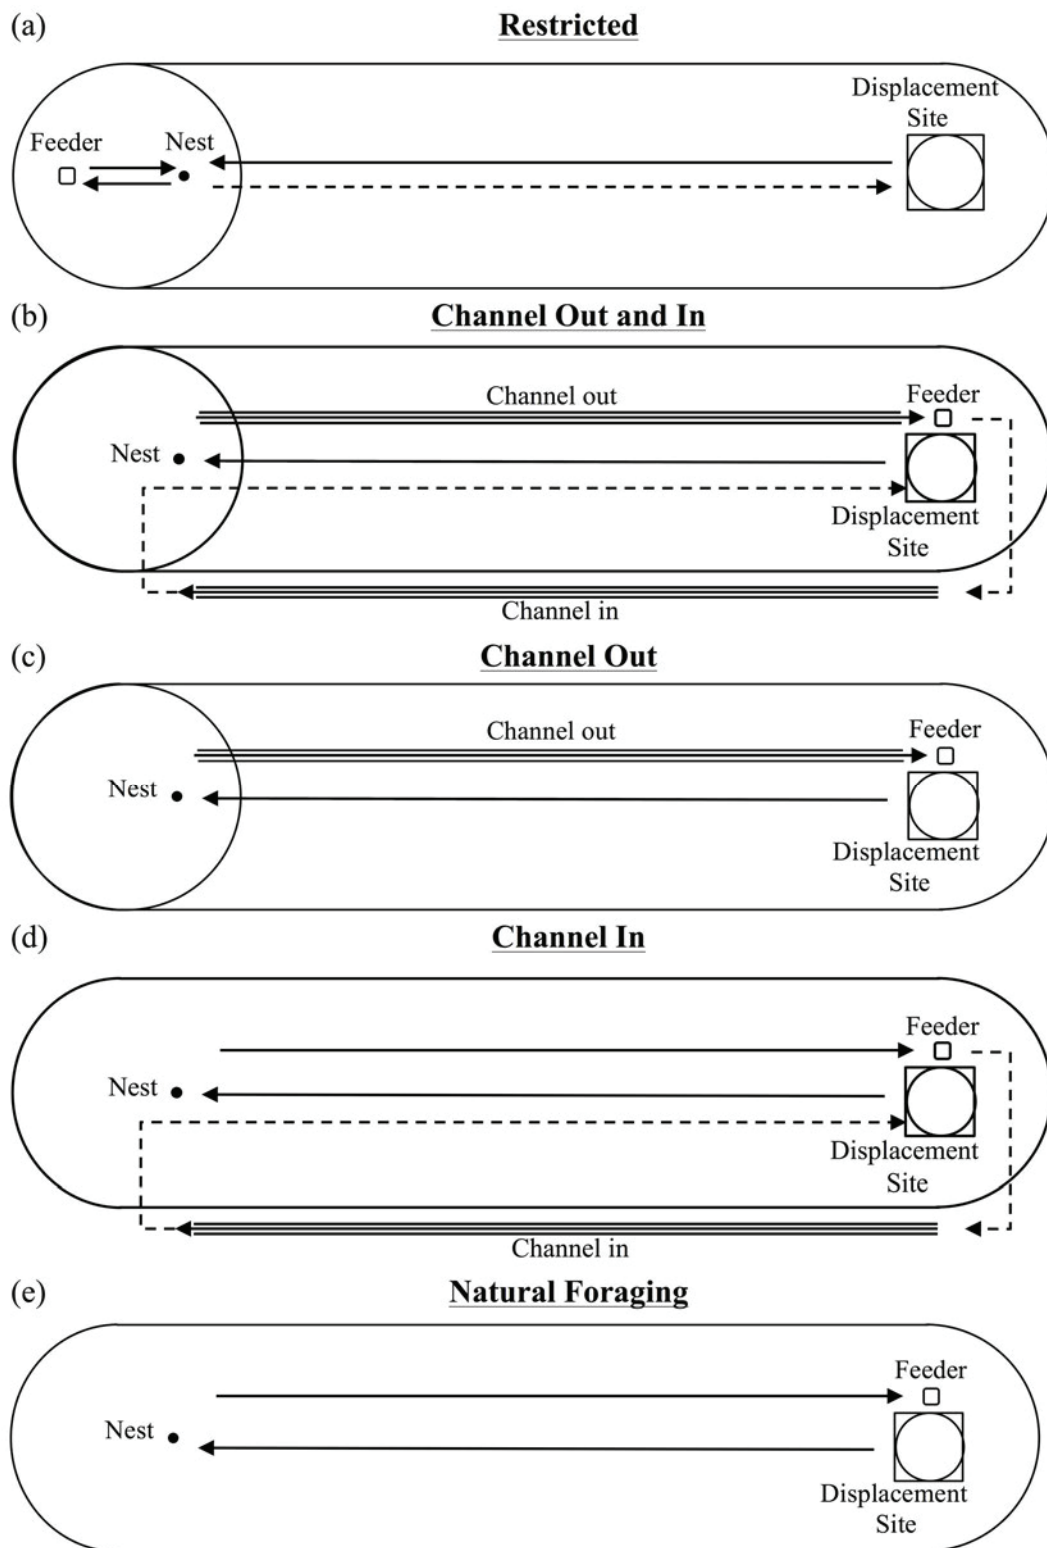 (a)
Restricted
Displacement
Site
Feeder
Nest
(b)
Channel Out and In
Channel out
Feeder
Nest
Displacement
Site
Channel in
(c)
Channel Out
Channel out
Feeder
Nest
Displacement
Site
(d)
Channel In
Feeder
Nest
Displacement
Site
Channel in
(e)
Natural Foraging
Feeder
Nest
Displacement
Site